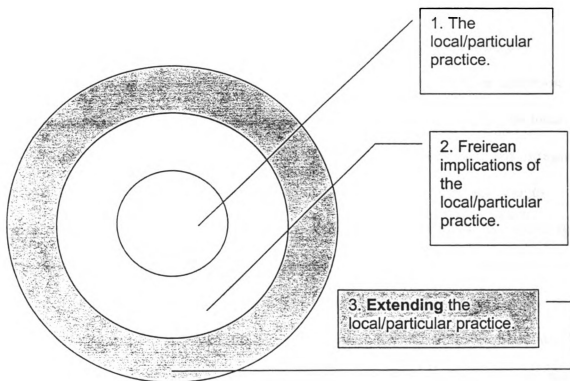 1. The
local/particular
practice.
2. Freirean
implications of
the
local/particular
practice.
3. Extending the
local/particular practice.